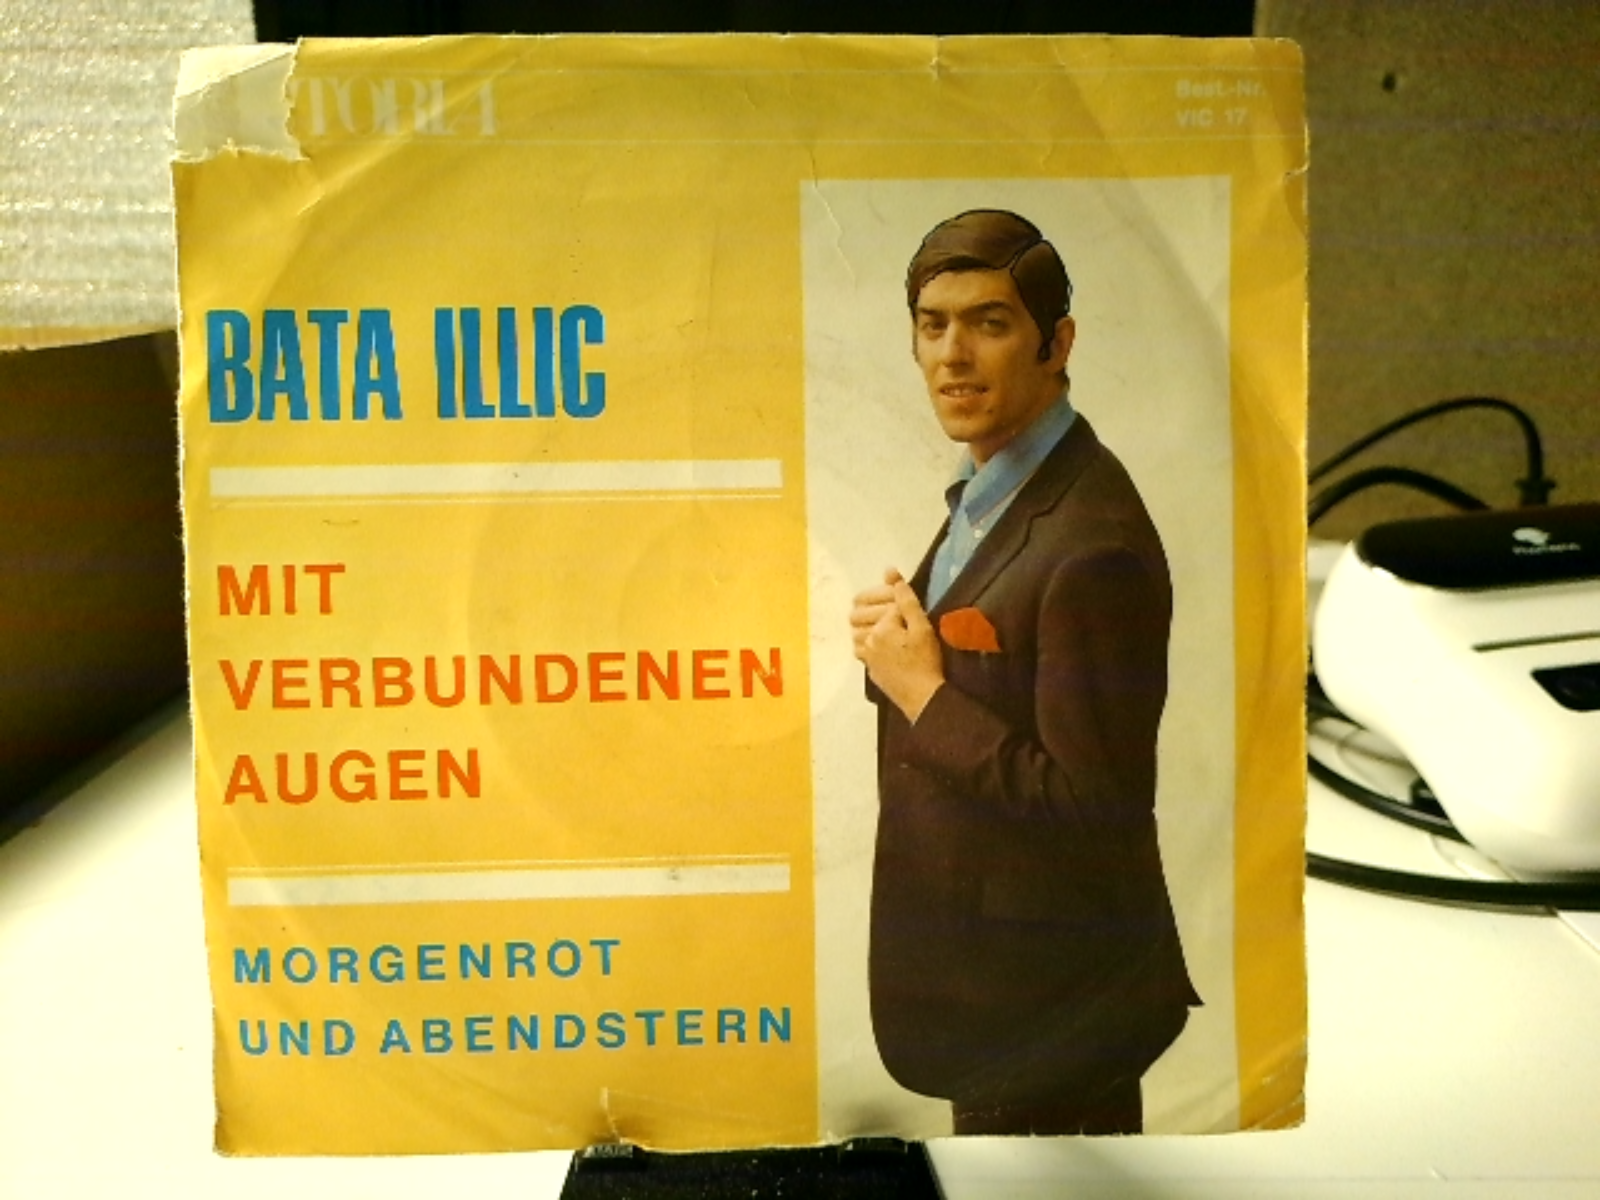 TORIA
Best.-Nr.
VIC 17
BATA ILLIC
MIT
VERBUNDENEN
AUGEN
MORGENROT
UND ABENDSTERN